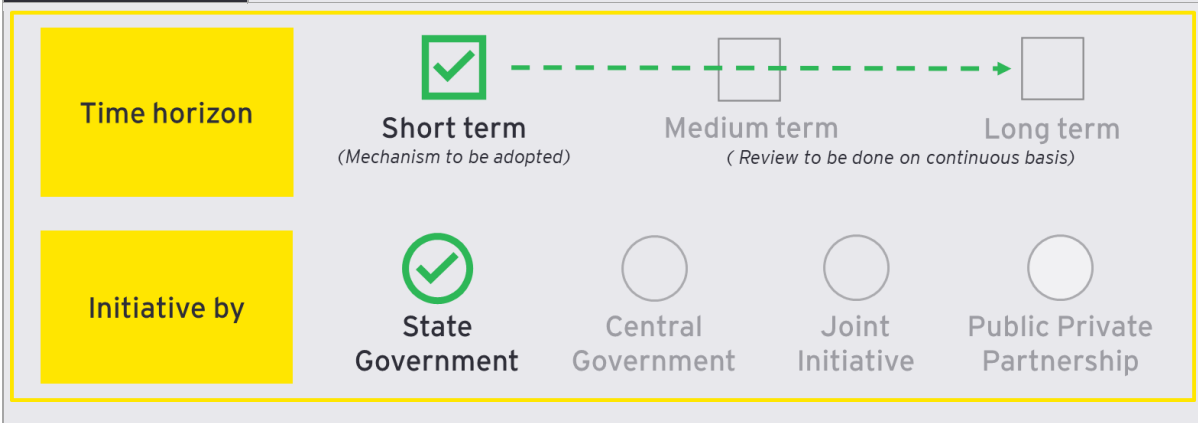 Time horizon
Short term
(Mechanism to be adopted)
Medium term
Long term
( Review to be done on continuous basis)
Initiative by
State
Government
Central
Government
Joint
Initiative
Public Private
Partnership